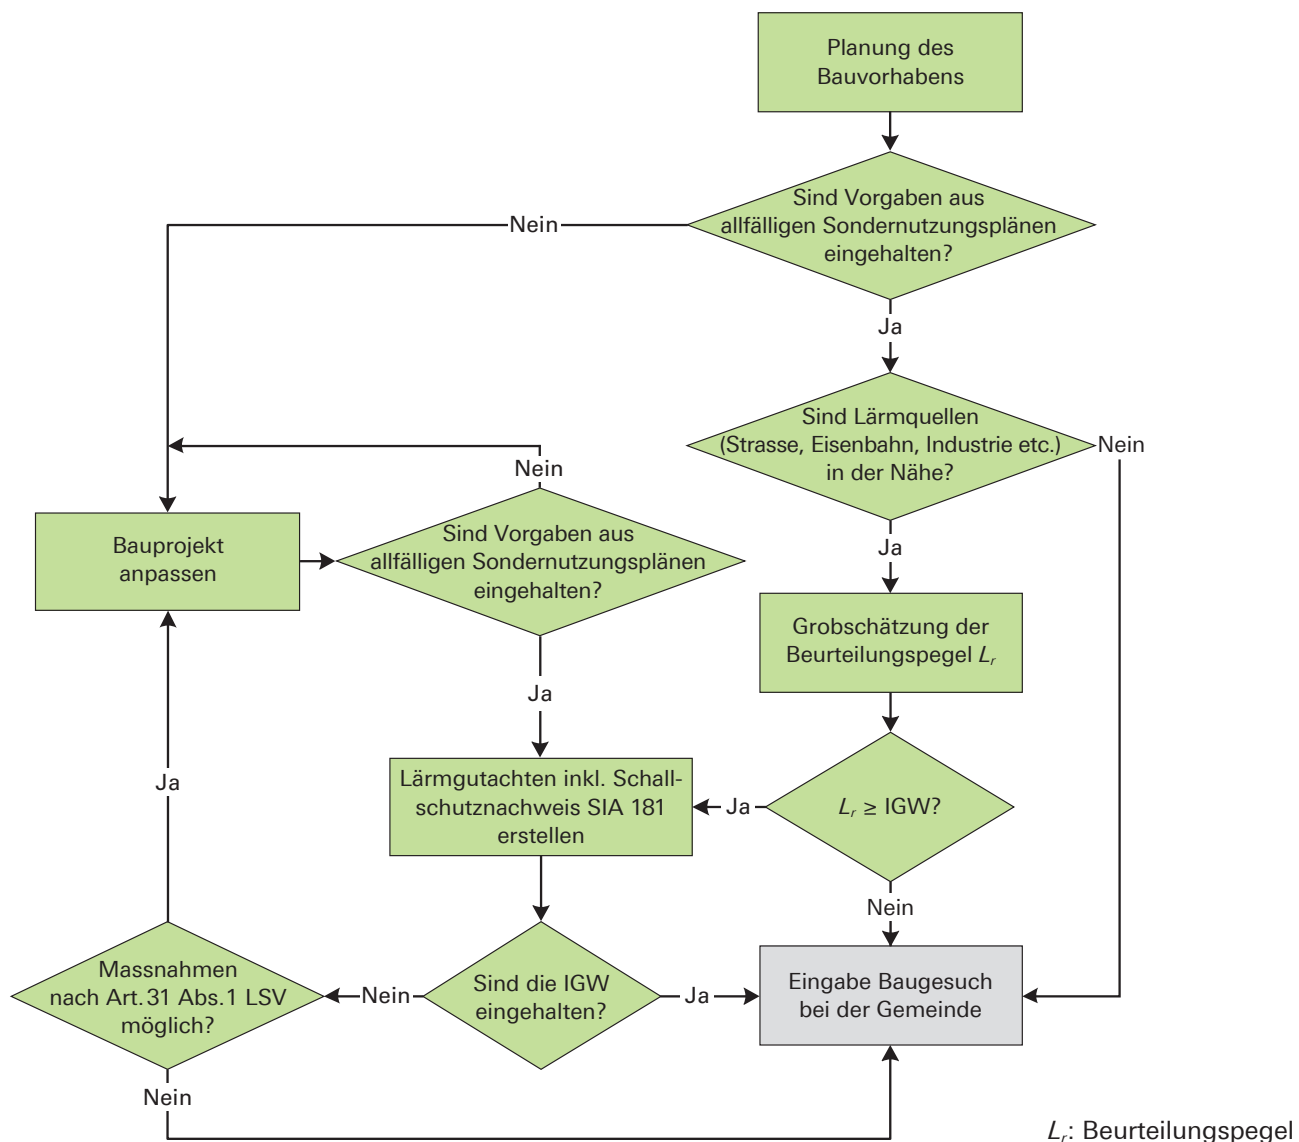 Planung des
Bauvorhabens
Sind Vorgaben aus
allfälligen Sondernutzungsplänen
eingehalten?
Nein
Ja
Sind Lärmquellen
(Strasse, Eisenbahn, Industrie etc.)
in der Nähe?
Nein
Nein
Bauprojekt
anpassen
Sind Vorgaben aus
allfälligen Sondernutzungsplänen
eingehalten?
Ja
Grobschätzung der
Beurteilungspegel Lr
Ja
Lärmgutachten inkl. Schall-
schutznachweis SIA 181
erstellen
Ja
Lr ≥ IGW?
Ja
Nein
Massnahmen
nach Art. 31 Abs. 1 LSV
möglich?
Nein
Sind die IGW
eingehalten?
Ja
Eingabe Baugesuch
bei der Gemeinde
Nein
Lr: Beurteilungspegel